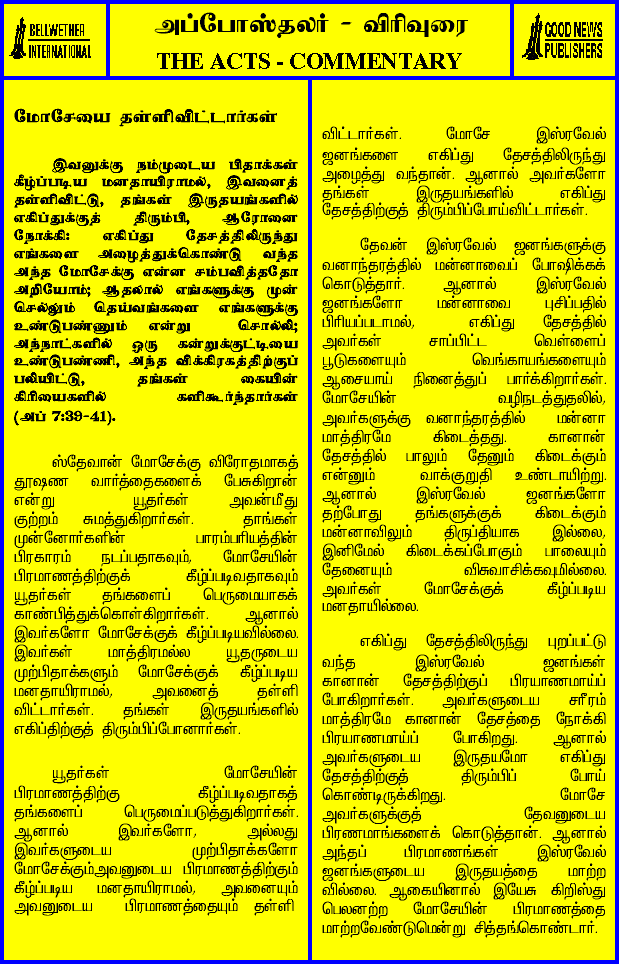 BELLWETHER
INTERNATIONAL
அப்போஸ்தலர் - விரிவுரை
THE ACTS - COMMENTARY
GOOD NEWS
PUBLISHERS
மோசேயை தள்ளிவிட்டார்கள்
இவனுக்கு நம்முடைய பிதாக்கள்
கீழ்ப்படிய மனதாயிராமல், இவனைத்
தள்ளிவிட்டு, தங்கள் இருதயங்களில்
எகிப்துக்குத் திரும்பி, ஆரோனை
நோக்கி: எகிப்து தேசத்திலிருந்து
எங்களை அழைத்துக்கொண்டு வந்த
அந்த மோசேக்கு என்ன சம்பவித்ததோ
அறியோம்; ஆதலால் எங்களுக்கு முன்
செல்லும் தெய்வங்களை எங்களுக்கு
உண்டுபண்ணும் என்று சொல்லி;
அந்நாட்களில் ஒரு கன்றுக்குட்டியை
உண்டுபண்ணி, அந்த விக்கிரகத்திற்குப்
பலியிட்டு, தங்கள் கையின்
கிரியைகளில் களிகூர்ந்தார்கள்
(அப் 7:39-41).
ஸ்தேவான் மோசேக்கு விரோதமாகத்
தூஷண வார்த்தைகளைக் பேசுகிறான்
என்று யூதர்கள் அவன்மீது
குற்றம் சுமத்துகிறார்கள். தாங்கள்
முன்னோர்களின் பாரம்பரியத்தின்
பிரகாரம் நடப்பதாகவும், மோசேயின்
பிரமாணத்திற்குக் கீழ்ப்படிவதாகவும்
யூதர்கள் தங்களைப் பெருமையாகக்
காண்பித்துக்கொள்கிறார்கள். ஆனால்
இவர்களோ மோசேக்குக் கீழ்ப்படியவில்லை.
இவர்கள் மாத்திரமல்ல யூதருடைய
முற்பிதாக்களும் மோசேக்குக் கீழ்ப்படிய
மனதாயிராமல், அவனைத் தள்ளி
விட்டார்கள். தங்கள் இருதயங்களில்
எகிப்திற்குத் திரும்பிப்போனார்கள்.
யூதர்கள் மோசேயின்
பிரமாணத்திற்கு கீழ்ப்படிவதாகத்
தங்களைப் பெருமைப்படுத்துகிறார்கள்.
ஆனால் இவர்களோ, அல்லது
இவர்களுடைய முற்பிதாக்களோ
மோசேக்கும்அவனுடைய பிரமாணத்திற்கும்
கீழ்ப்படிய மனதாயிராமல், அவனையும்
அவனுடைய பிரமாணத்தையும் தள்ளி
விட்டார்கள். மோசே இஸ்ரவேல்
ஜனங்களை எகிப்து தேசத்திலிருந்து
அழைத்து வந்தான். ஆனால் அவர்களோ
தங்கள் இருதயங்களில் எகிப்து
தேசத்திற்குத் திரும்பிப்போய்விட்டார்கள்.
தேவன் இஸ்ரவேல் ஜனங்களுக்கு
வனாந்தரத்தில் மன்னாவைப் போஷிக்கக்
கொடுத்தார். ஆனால் இஸ்ரவேல்
ஜனங்களோ மன்னாவை புசிப்பதில்
பிரியப்படாமல், எகிப்து தேசத்தில்
அவர்கள் சாப்பிட்ட வெள்ளைப்
பூடுகளையும் வெங்காயங்களையும்
ஆசையாய் நினைத்துப் பார்க்கிறார்கள்.
மோசேயின் வழிநடத்துதலில்,
அவர்களுக்கு வனாந்தரத்தில் மன்னா
மாத்திரமே கிடைத்தது. கானான்
தேசத்தில் பாலும் தேனும் கிடைக்கும்
என்னும் வாக்குறுதி உண்டாயிற்று.
ஆனால் இஸ்ரவேல் ஜனங்களோ
தற்போது தங்களுக்குக் கிடைக்கும்
மன்னாவிலும் திருப்தியாக இல்லை,
இனிமேல் கிடைக்கப்போகும் பாலையும்
தேனையும் விசுவாசிக்கவுமில்லை.
அவர்கள் மோசேக்குக் கீழ்ப்படிய
மனதாயில்லை.
எகிப்து தேசத்திலிருந்து புறப்பட்டு
வந்த இஸ்ரவேல் ஜனங்கள்
கானான் தேசத்திற்குப் பிரயாணமாய்ப்
போகிறார்கள். அவர்களுடைய சரீரம்
மாத்திரமே கானான் தேசத்தை நோக்கி
பிரயாணமாய்ப் போகிறது. ஆனால்
அவர்களுடைய இருதயமோ எகிப்து
தேசத்திற்குத் திரும்பிப் போய்
கொண்டிருக்கிறது. மோசே
அவர்களுக்குத் தேவனுடைய
பிரணமாங்களைக் கொடுத்தான். ஆனால்
அந்தப் பிரமாணங்கள் இஸ்ரவேல்
ஜனங்களுடைய இருதயத்தை மாற்ற
வில்லை. ஆகையினால் இயேசு கிறிஸ்து
பெலனற்ற மோசேயின் பிரமாணத்தை
மாற்றவேண்டுமென்று சித்தங்கொண்டார்.